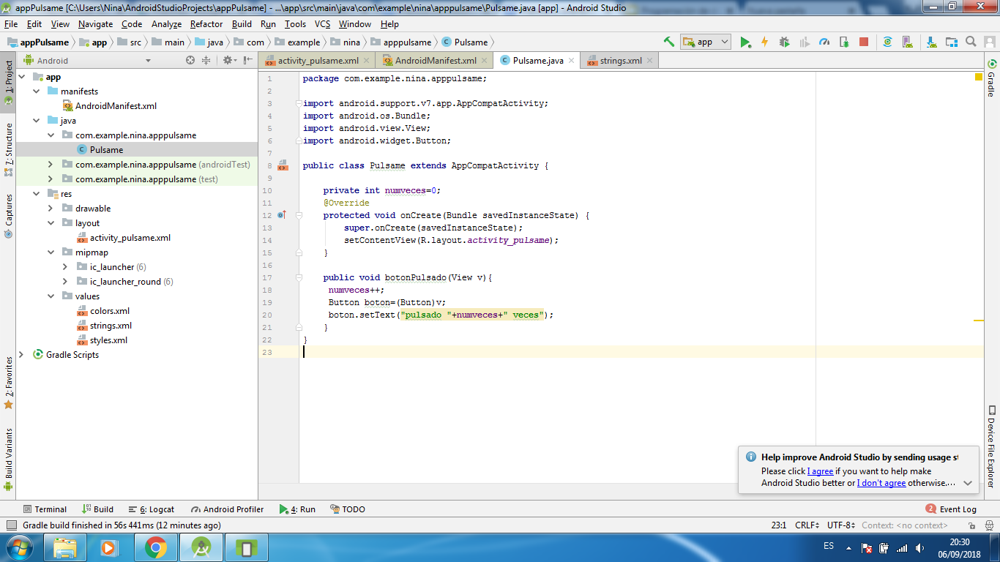 appPulsame [C:\Users\Nina\AndroidStudioProjects\appPulsame] - ...\app\src\main\java\com\example\nina\apppulsame\Pulsame.java [app] - Android Studio
File Edit View Navigate Code Analyze Refactor Build Run Tools VCS Window Help
appPulsame app src main java com example nina apppulsame Pulsame app
Android
activity_pulsame.xml AndroidManifest.xml Pulsame.java strings.xml
1: Project
7: Structure
Captures
2: Favorites
Build Variants
app
manifests
AndroidManifest.xml
java
com.example.nina.apppulsame
Pulsame
com.example.nina.apppulsame (androidTest)
com.example.nina.apppulsame (test)
res
drawable
layout
activity_pulsame.xml
mipmap
ic_launcher (6)
ic_launcher_round (6)
values
colors.xml
strings.xml
styles.xml
Gradle Scripts
1 package com.example.nina.apppulsame;
2
3 import android.support.v7.app.AppCompatActivity;
4 import android.os.Bundle;
5 import android.view.View;
6 import android.widget.Button;
7
8 public class Pulsame extends AppCompatActivity {
9
10 private int numveces=0;
11 @Override
12 protected void onCreate(Bundle savedInstanceState) {
13 super.onCreate(savedInstanceState);
14 setContentView(R.layout.activity_pulsame);
15 }
16
17 public void botonPulsado(View v){
18 numveces++;
19 Button boton=(Button)v;
20 boton.setText("pulsado "+numveces+" veces");
21 }
22 }
23
Gradle
Device File Explorer
Help improve Android Studio by sending usage st
Please click I agree if you want to help make
Android Studio better or I don't agree otherwise....
Terminal Build 6: Logcat Android Profiler 4: Run TODO 2 Event Log
Gradle build finished in 56s 441ms (12 minutes ago) 23:1 CRLF UTF-8 Context: <no context>
ES
20:30
06/09/2018